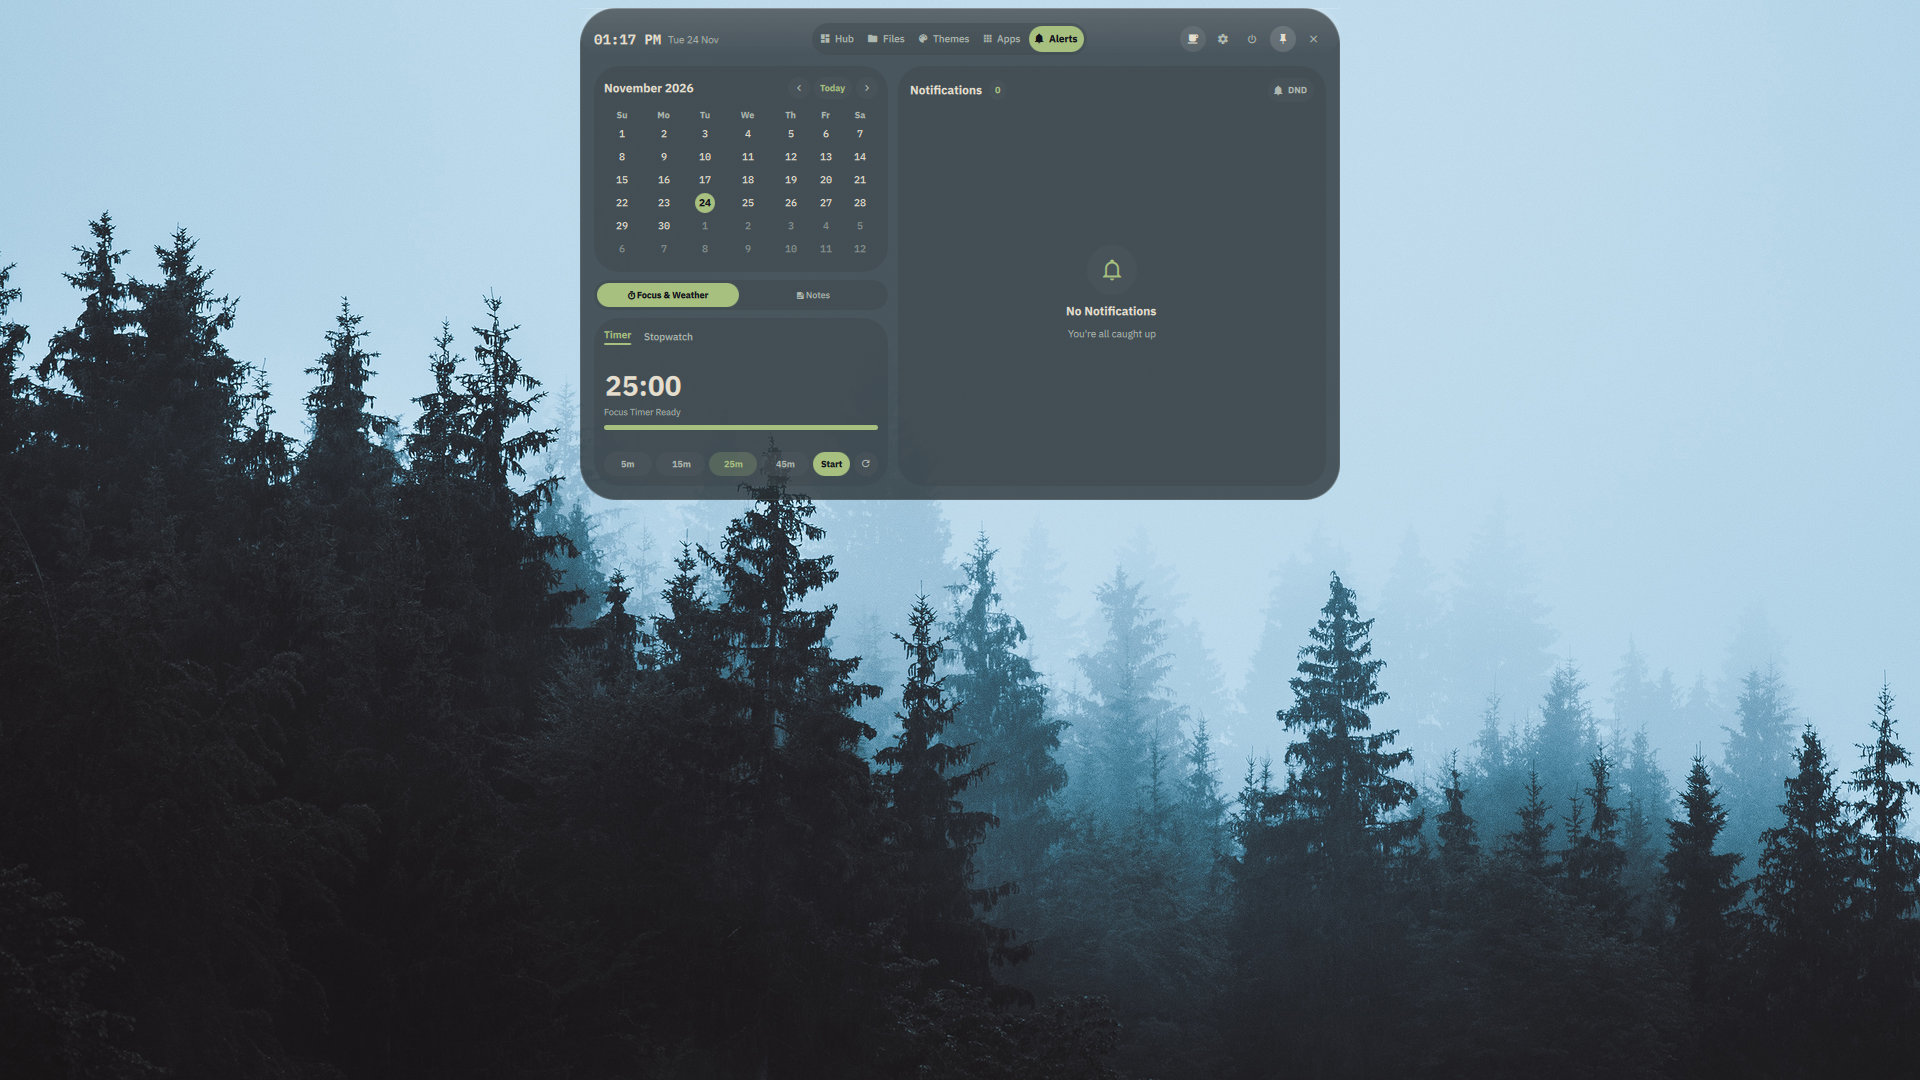 01:17 PM Tue 24 Nov
Hub Files Themes Apps Alerts
November 2026
Today
Su Mo Tu We Th Fr Sa
1 2 3 4 5 6 7
8 9 10 11 12 13 14
15 16 17 18 19 20 21
22 23 24 25 26 27 28
29 30 1 2 3 4 5
6 7 8 9 10 11 12
Focus & Weather Notes
Timer Stopwatch
25:00
Focus Timer Ready
5m 15m 25m 45m Start
Notifications 0
DND
No Notifications
You're all caught up